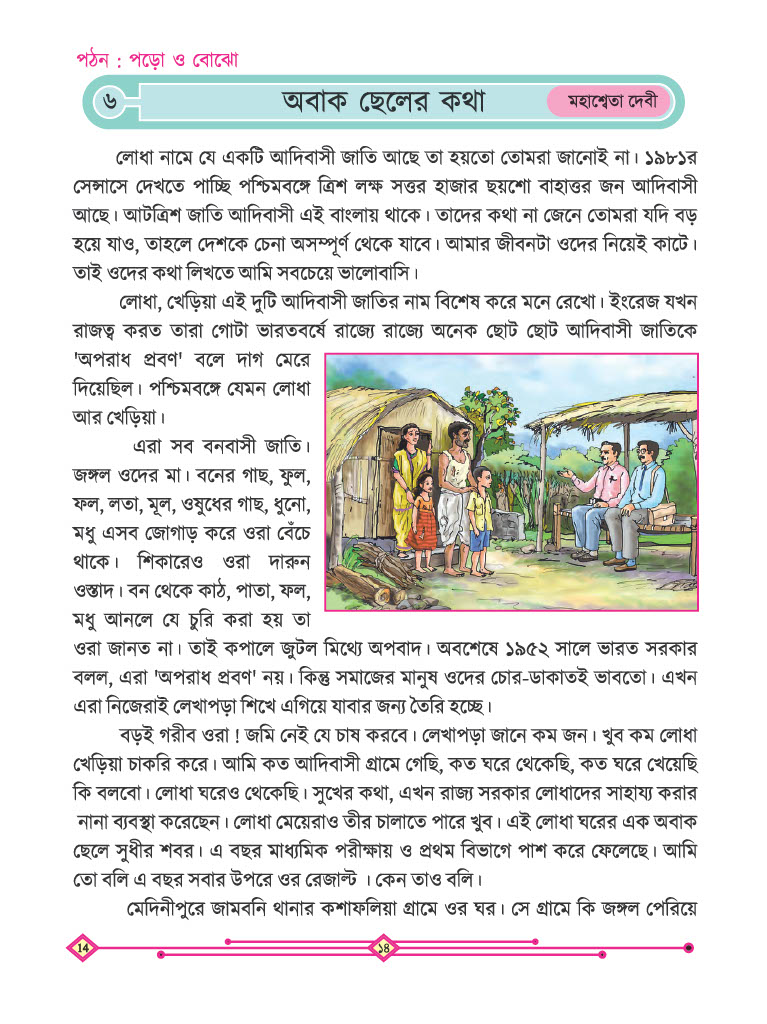 পঠন : পড়ো ও বোঝো
৬
অবাক ছেলের কথা
মহাশ্বেতা দেবী
লোধা নামে যে একটি আদিবাসী জাতি আছে তা হয়তো তোমরা জানোই না। ১৯৮১র
সেন্সাসে দেখতে পাচ্ছি পশ্চিমবঙ্গে ত্রিশ লক্ষ সত্তর হাজার ছয়শো বাহাত্তর জন আদিবাসী
আছে। আটত্রিশ জাতি আদিবাসী এই বাংলায় থাকে। তাদের কথা না জেনে তোমরা যদি বড়
হয়ে যাও, তাহলে দেশকে চেনা অসম্পূর্ণ থেকে যাবে। আমার জীবনটা ওদের নিয়েই কাটে।
তাই ওদের কথা লিখতে আমি সবচেয়ে ভালোবাসি।
লোধা, খেড়িয়া এই দুটি আদিবাসী জাতির নাম বিশেষ করে মনে রেখো। ইংরেজ যখন
রাজত্ব করত তারা গোটা ভারতবর্ষে রাজ্যে রাজ্যে অনেক ছোট ছোট আদিবাসী জাতিকে
'অপরাধ প্রবণ' বলে দাগ মেরে
দিয়েছিল। পশ্চিমবঙ্গে যেমন লোধা
আর খেড়িয়া।
এরা সব বনবাসী জাতি।
জঙ্গল ওদের মা। বনের গাছ, ফুল,
ফল, লতা, মূল, ওষুধের গাছ, ধুনো,
মধু এসব জোগাড় করে ওরা বেঁচে
থাকে। শিকারেও ওরা দারুন
ওস্তাদ। বন থেকে কাঠ, পাতা, ফল,
মধু আনলে যে চুরি করা হয় তা
ওরা জানত না। তাই কপালে জুটল মিথ্যে অপবাদ। অবশেষে ১৯৫২ সালে ভারত সরকার
বলল, এরা 'অপরাধ প্রবণ' নয়। কিন্তু সমাজের মানুষ ওদের চোর-ডাকাতই ভাবতো। এখন
এরা নিজেরাই লেখাপড়া শিখে এগিয়ে যাবার জন্য তৈরি হচ্ছে।
বড়ই গরীব ওরা ! জমি নেই যে চাষ করবে। লেখাপড়া জানে কম জন। খুব কম লোধা
খেড়িয়া চাকরি করে। আমি কত আদিবাসী গ্রামে গেছি, কত ঘরে থেকেছি, কত ঘরে খেয়েছি
কি বলবো। লোধা ঘরেও থেকেছি। সুখের কথা, এখন রাজ্য সরকার লোধাদের সাহায্য করার
নানা ব্যবস্থা করেছেন। লোধা মেয়েরাও তীর চালাতে পারে খুব। এই লোধা ঘরের এক অবাক
ছেলে সুধীর শবর। এ বছর মাধ্যমিক পরীক্ষায় ও প্রথম বিভাগে পাশ করে ফেলেছে। আমি
তো বলি এ বছর সবার উপরে ওর রেজাল্ট । কেন তাও বলি।
মেদিনীপুরে জামবনি থানার কশাফলিয়া গ্রামে ওর ঘর। সে গ্রামে কি জঙ্গল পেরিয়ে
14
১৪